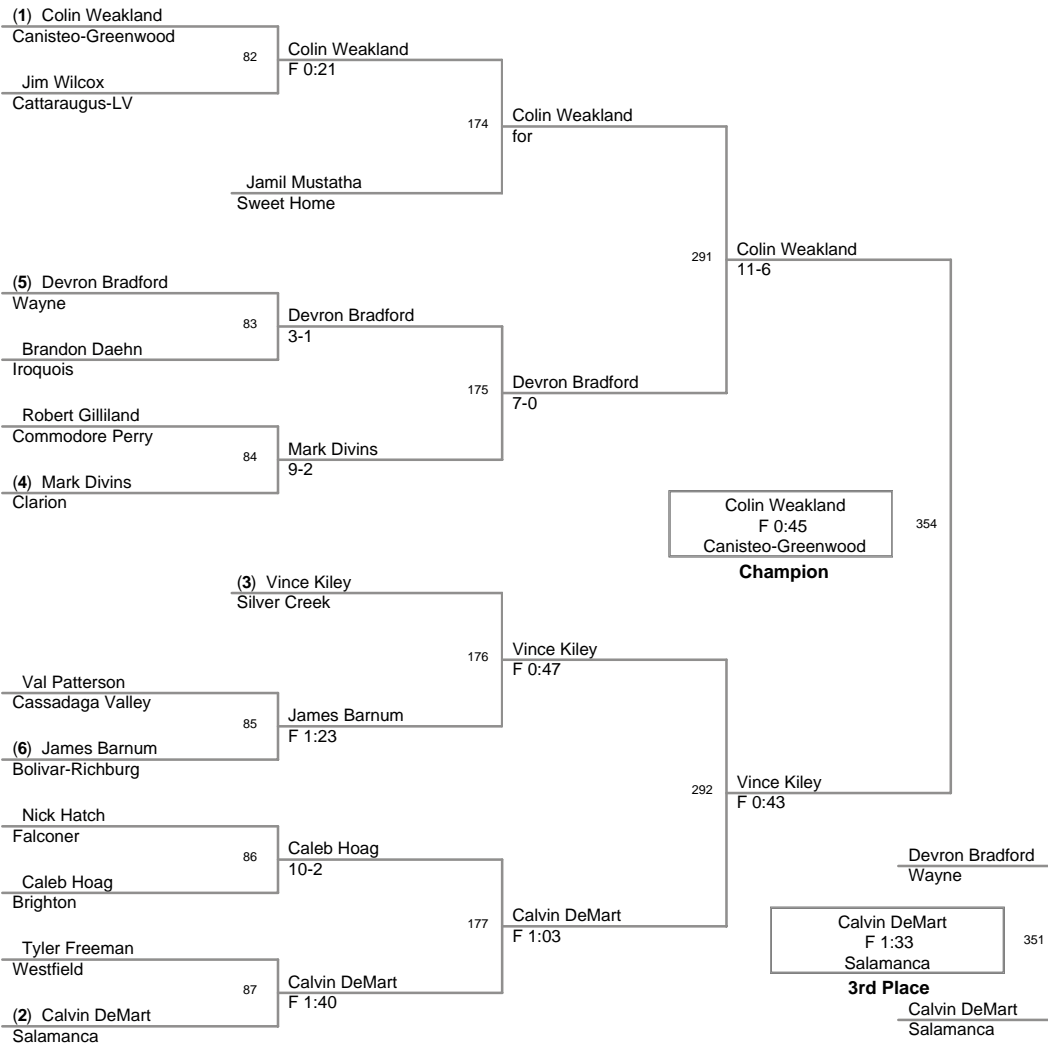 (1) Colin Weakland
Canisteo-Greenwood
82
Colin Weakland
F 0:21
Jim Wilcox
Cattaraugus-LV
174
Colin Weakland
for
Jamil Mustatha
Sweet Home
291
Colin Weakland
11-6
(5) Devron Bradford
Wayne
83
Devron Bradford
3-1
Brandon Daehn
Iroquois
175
Devron Bradford
7-0
Robert Gilliland
Commodore Perry
84
Mark Divins
9-2
(4) Mark Divins
Clarion
Colin Weakland
F 0:45
Canisteo-Greenwood
354
Champion
(3) Vince Kiley
Silver Creek
176
Vince Kiley
F 0:47
Val Patterson
Cassadaga Valley
85
James Barnum
F 1:23
(6) James Barnum
Bolivar-Richburg
292
Vince Kiley
F 0:43
Nick Hatch
Falconer
86
Caleb Hoag
10-2
Caleb Hoag
Brighton
177
Calvin DeMart
F 1:03
Tyler Freeman
Westfield
87
Calvin DeMart
F 1:40
(2) Calvin DeMart
Salamanca
Devron Bradford
Wayne
Calvin DeMart
F 1:33
Salamanca
351
3rd Place
Calvin DeMart
Salamanca